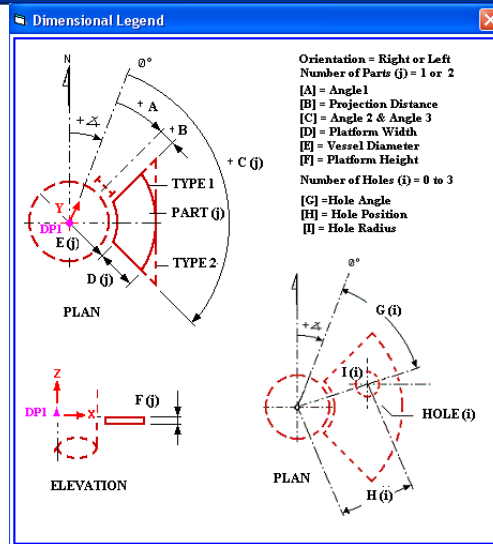 Dimensional Legend
N
0°
+ ∡
+ A
+ B
+ C (j)
TYPE 1
PART (j)
TYPE 2
Y
DP1
E (j)
D (j)
PLAN
Orientation = Right or Left
Number of Parts (j) = 1 or 2
[A] = Angle1
[B] = Projection Distance
[C] = Angle 2 & Angle 3
[D] = Platform Width
[E] = Vessel Diameter
[F] = Platform Height
Number of Holes (i) = 0 to 3
[G] =Hole Angle
[H] = Hole Position
[I] = Hole Radius
Z
DP1
X
F (j)
ELEVATION
0°
+ ∡
G (i)
I (i)
HOLE (i)
PLAN
H (i)